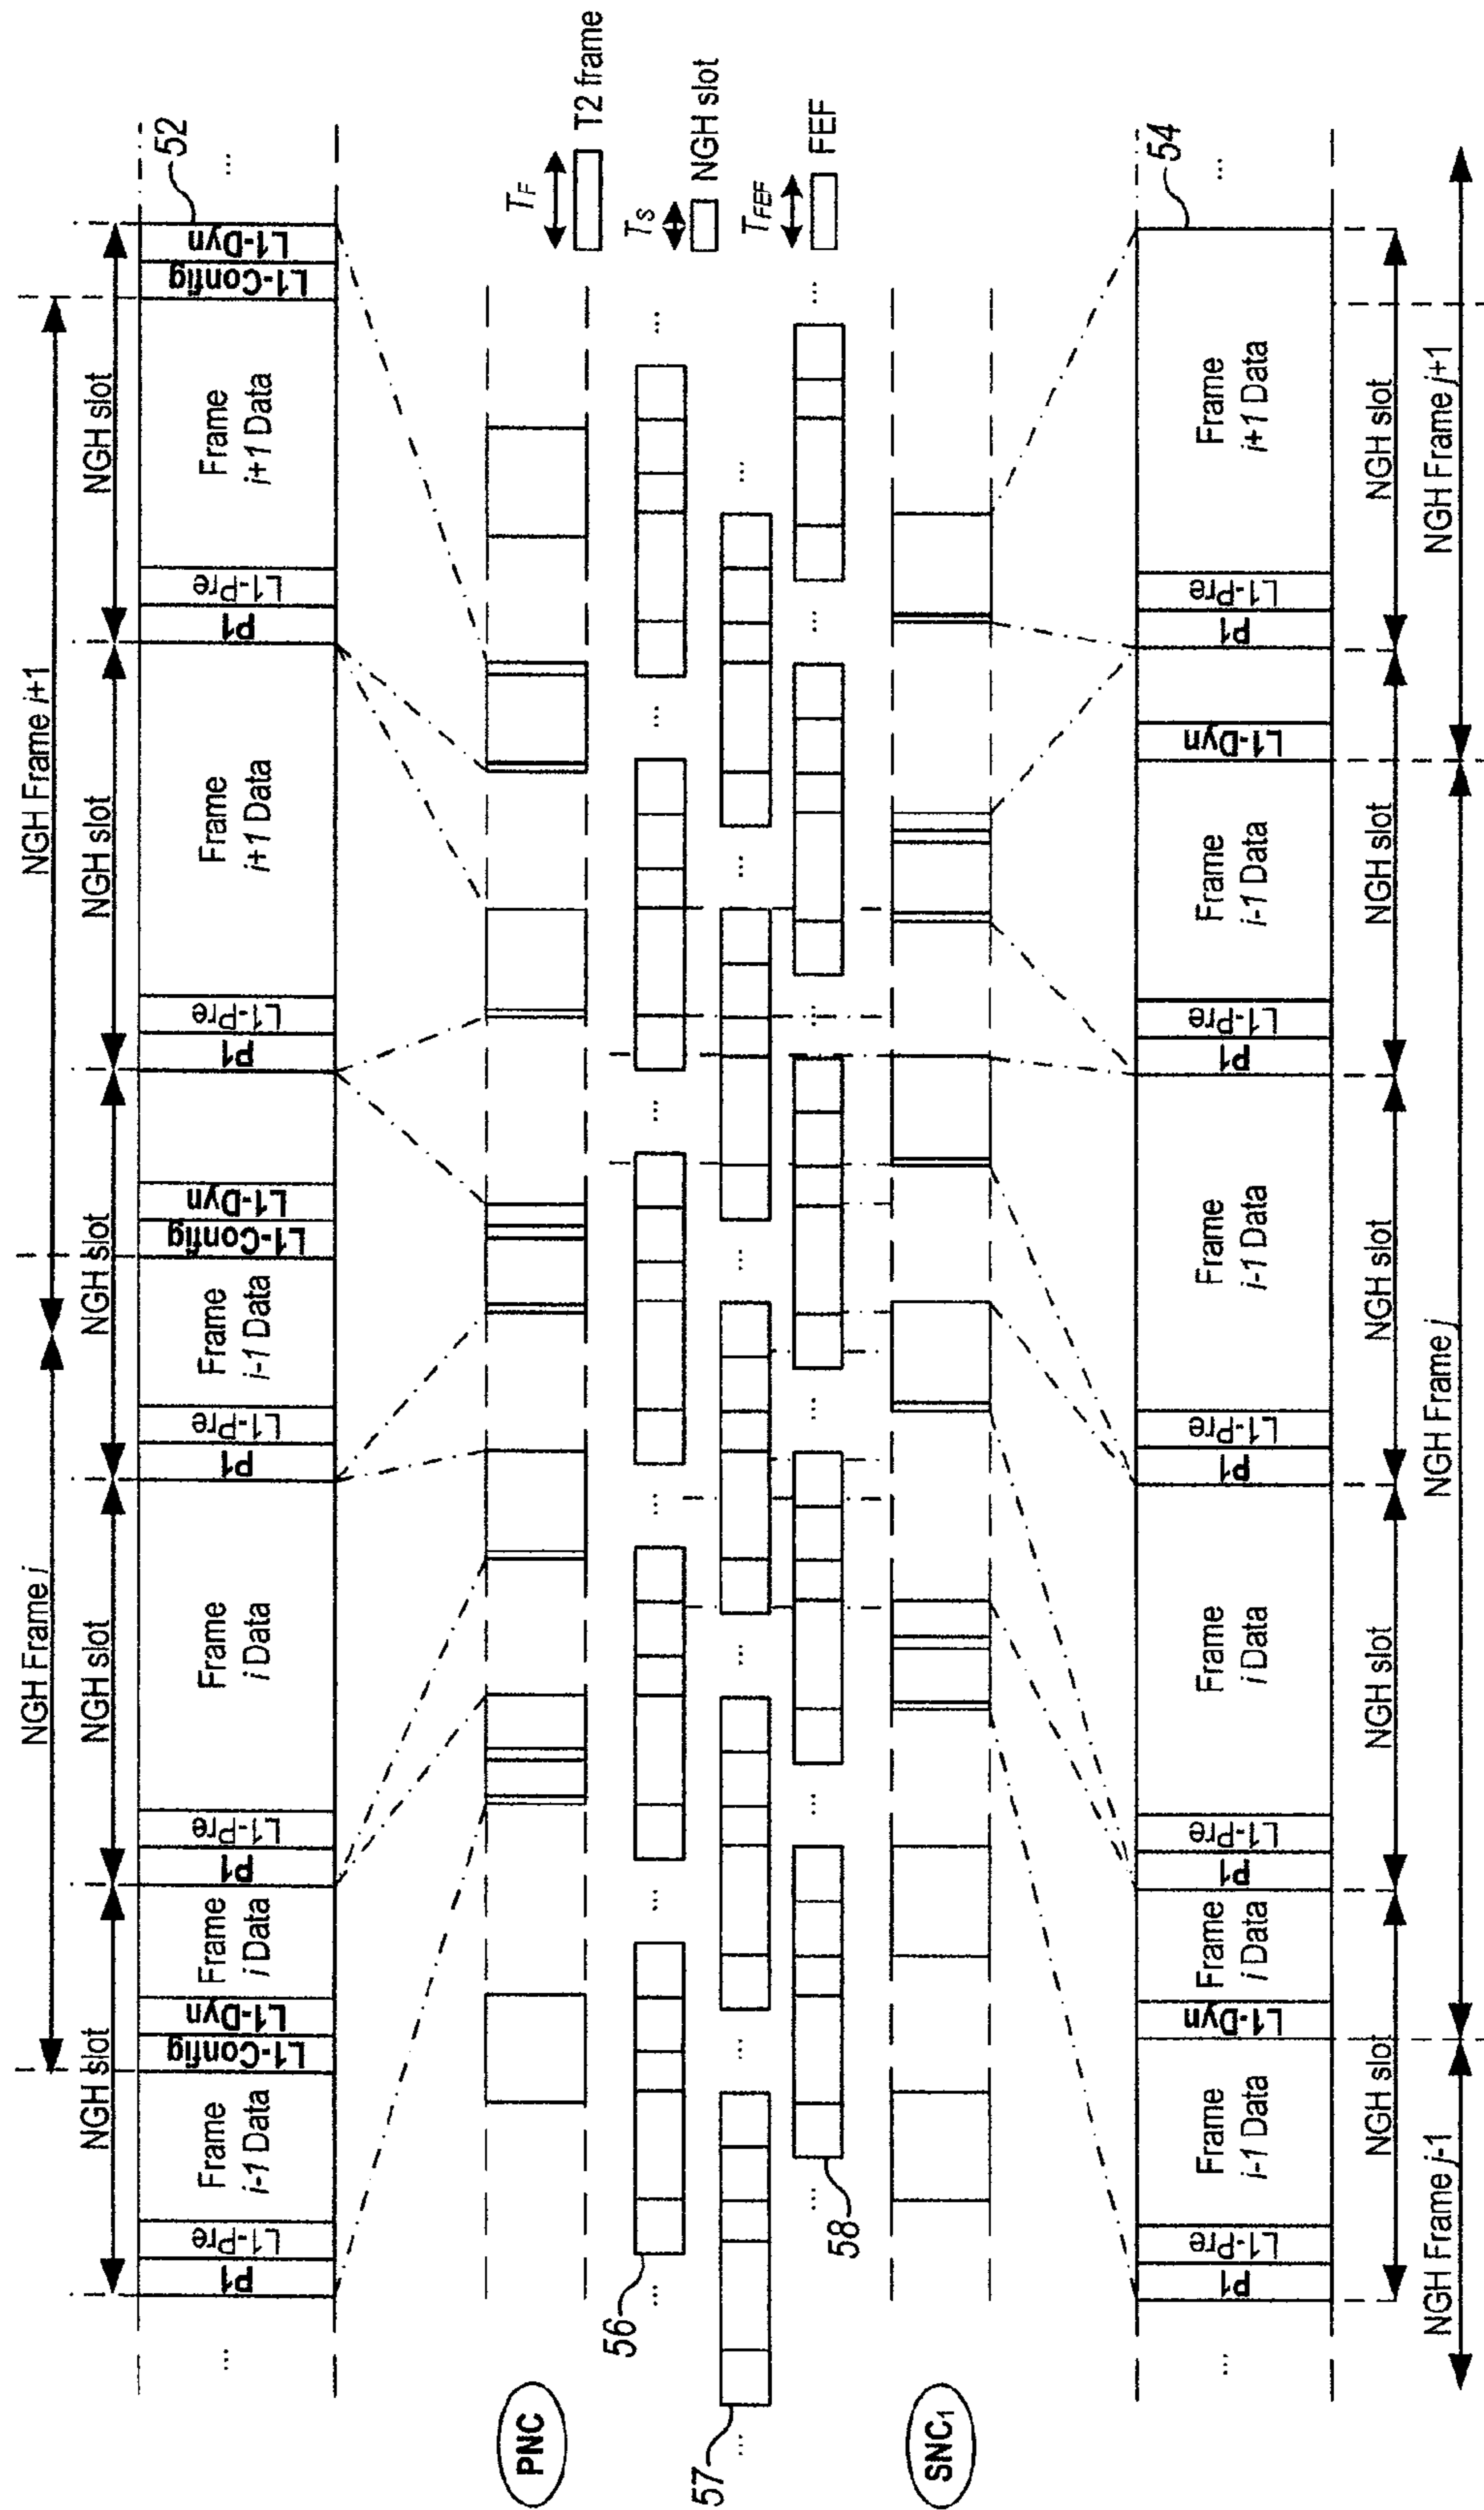 NGH Frame i
NGH Frame i+1
NGH slot
NGH slot
NGH slot
NGH slot
NGH slot
52
...
P1
L1-Pre
Frame
i-1 Data
L1-Config
L1-Dyn
Frame
i Data
P1
L1-Pre
Frame
i Data
P1
L1-Pre
Frame
i-1 Data
L1-Config
L1-Dyn
P1
L1-Pre
Frame
i+1 Data
P1
L1-Pre
Frame
i+1 Data
L1-Config
L1-Dyn
...
PNC
TF
T2 frame
56
... ... ... ... ... ...
TS
NGH slot
57
... ... ... ... ... ...
TFEF
FEF
58
... ... ... ... ... ...
SNC1
54
...
P1
L1-Pre
Frame
i-1 Data
L1-Dyn
Frame
i Data
P1
L1-Pre
Frame
i Data
P1
L1-Pre
Frame
i-1 Data
P1
L1-Pre
Frame
i-1 Data
L1-Dyn
P1
L1-Pre
Frame
i+1 Data
...
NGH slot
NGH slot
NGH slot
NGH slot
NGH slot
NGH Frame j-1
NGH Frame j
NGH Frame j+1